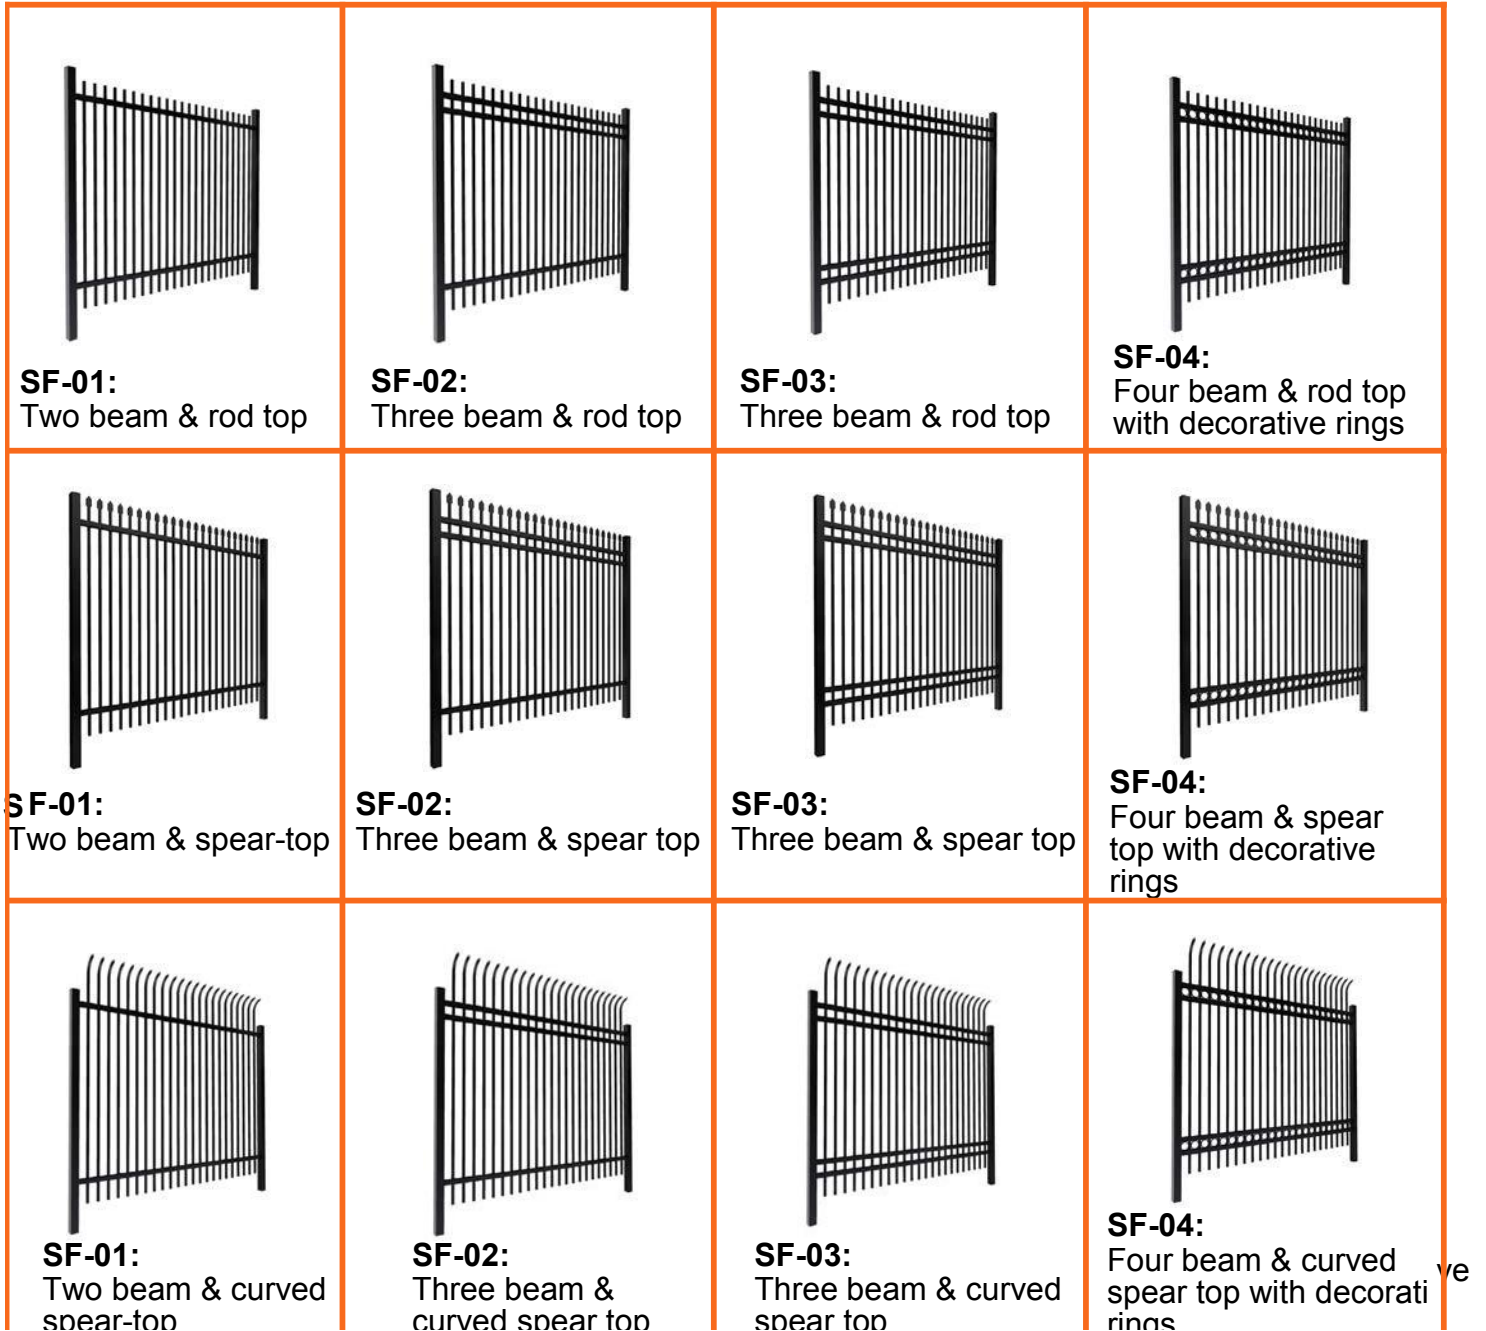 SF-01:
Two beam & rod top
SF-02:
Three beam & rod top
SF-03:
Three beam & rod top
SF-04:
Four beam & rod top
with decorative rings
SF-01:
Two beam & spear-top
SF-02:
Three beam & spear top
SF-03:
Three beam & spear top
SF-04:
Four beam & spear
top with decorative
rings
SF-01:
Two beam & curved
spear-top
SF-02:
Three beam &
curved spear top
SF-03:
Three beam & curved
spear top
SF-04:
Four beam & curved
spear top with decorative
rings